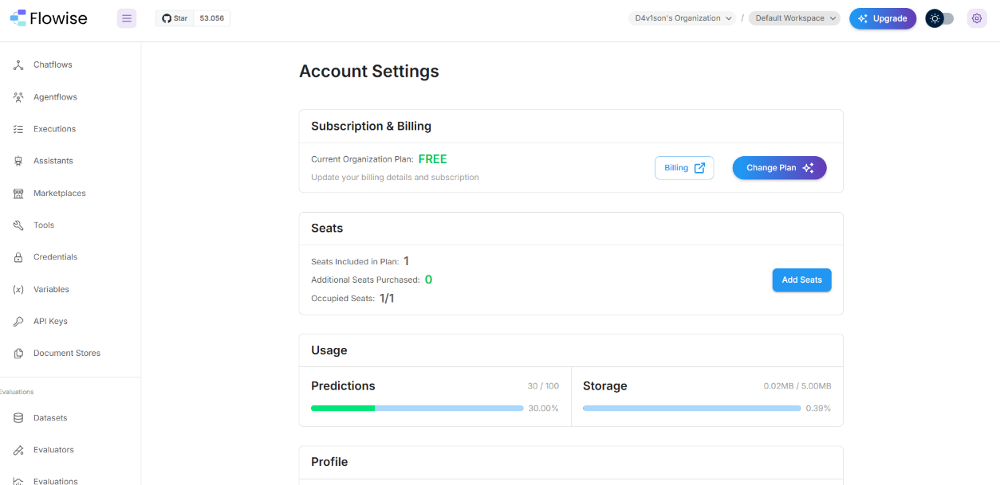 Flowise
Star 53.056
D4v1son's Organization / Default Workspace
Upgrade
Chatflows
Agentflows
Executions
Assistants
Marketplaces
Tools
Credentials
(x) Variables
API Keys
Document Stores
Evaluations
Datasets
Evaluators
Evaluations
Account Settings
Subscription & Billing
Current Organization Plan: FREE
Update your billing details and subscription
Billing
Change Plan
Seats
Seats Included in Plan: 1
Additional Seats Purchased: 0
Occupied Seats: 1/1
Add Seats
Usage
Predictions 30 / 100
30.00%
Storage 0.02MB / 5.00MB
0.39%
Profile